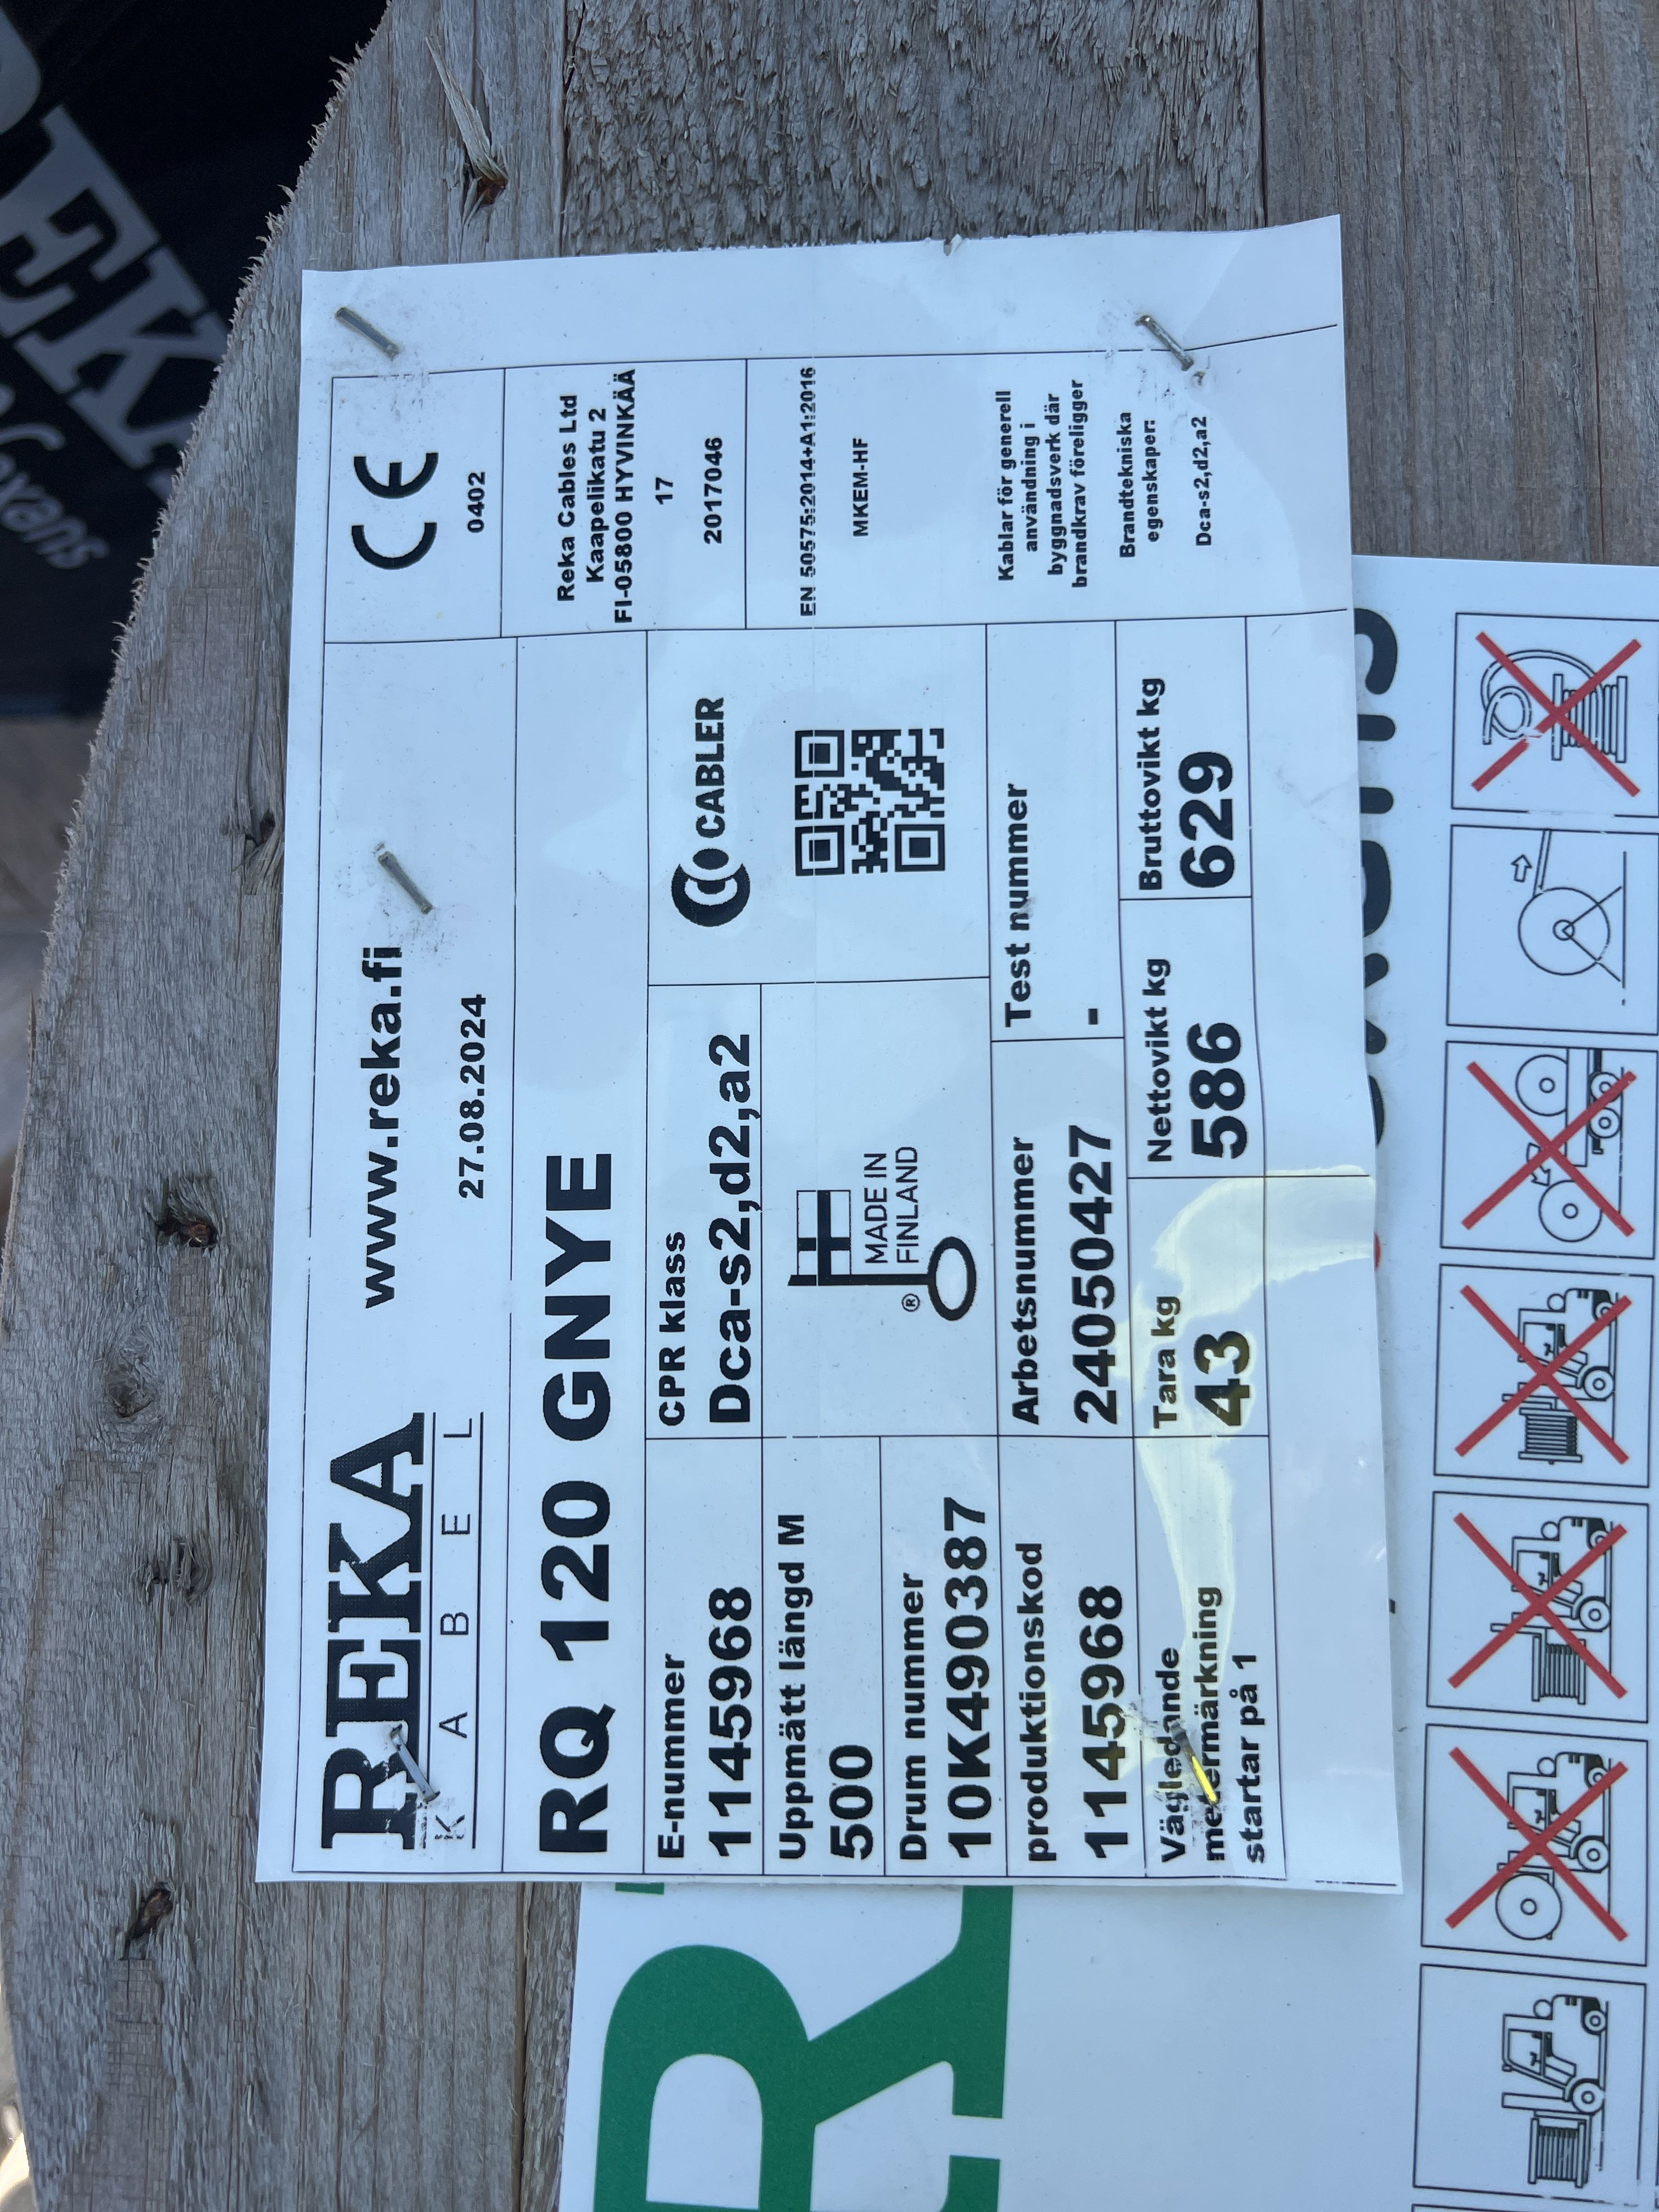 REKA
KABEL
www.reka.fi
27.08.2024
CE
0402
RQ 120 GNYE
Reka Cables Ltd
Kaapelikatu 2
FI-05800 HYVINKÄÄ
17
2017046
E-nummer
1145968
CPR klass
Dca-s2,d2,a2
CABLER
Uppmätt längd M
500
MADE IN
FINLAND
®
EN 50575:2014+A1:2016
MKEM-HF
Drum nummer
10K490387
produktionskod
1145968
Arbetsnummer
24050427
Test nummer
-
Kablar för generell
användning i
byggnadsverk där
brandkrav föreligger
Brandtekniska
egenskaper:
Dca-s2,d2,a2
Vägledande
metermärkning
startar på 1
Tara kg
43
Nettovikt kg
586
Bruttovikt kg
629
R
REKA